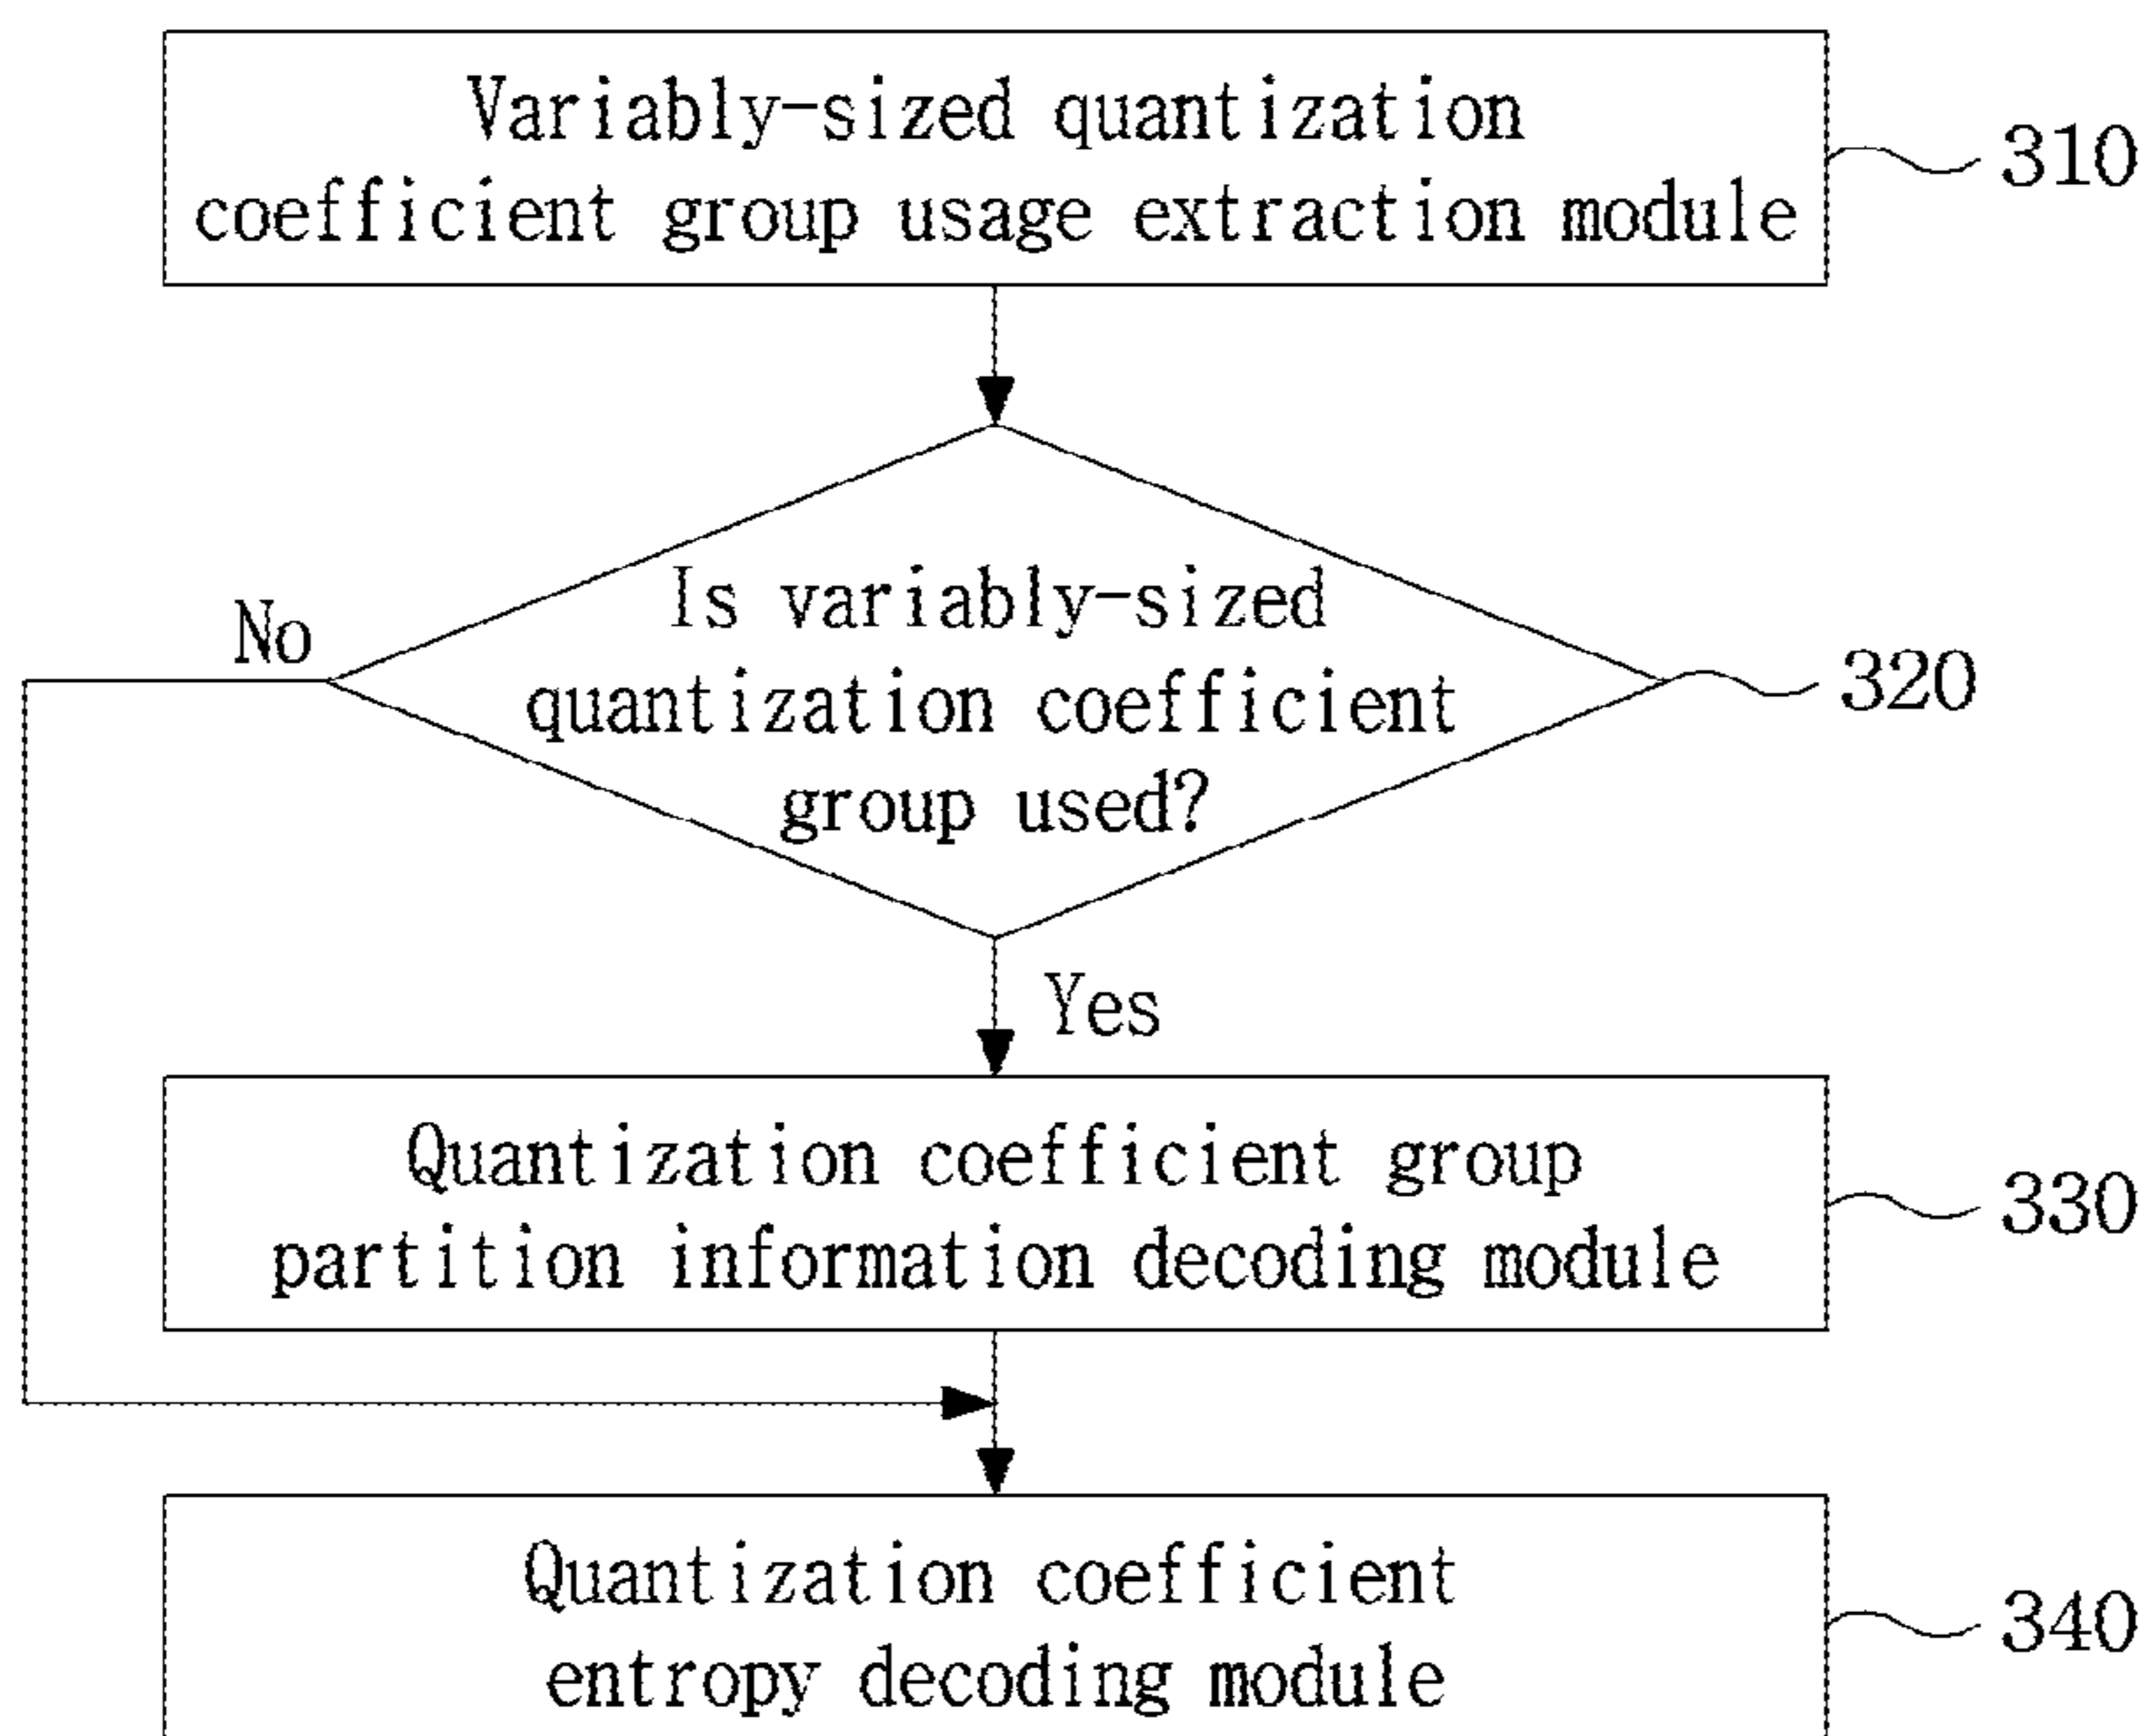 Variably-sized quantization
coefficient group usage extraction module
310
Is variably-sized
quantization coefficient
group used?
No
320
Yes
Quantization coefficient group
partition information decoding module
330
Quantization coefficient
entropy decoding module
340